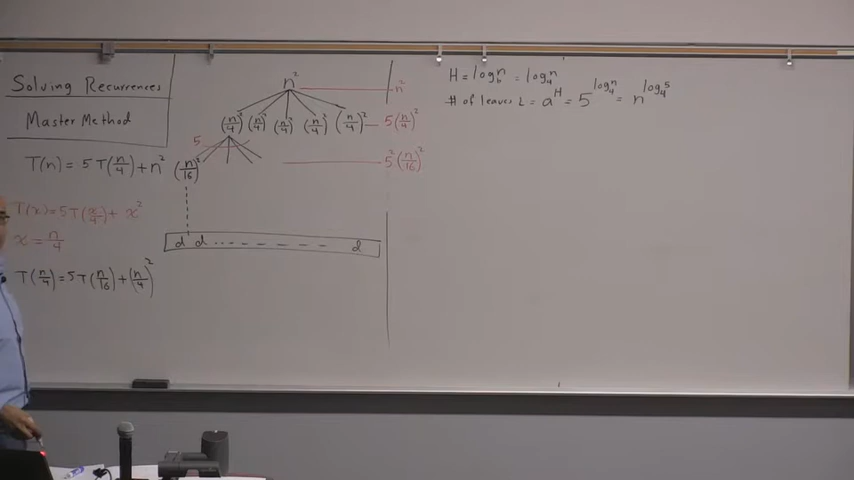 Solving Recurrences
Master Method
T(n) = 5T(n/4) + n²
T(x) = 5T(x/4) + x²
x = n/4
T(n/4) = 5T(n/16) + (n/4)²
n² n²
(n/4)² (n/4)² (n/4)² (n/4)² (n/4)² 5(n/4)²
5
(n/16)² 5²(n/16)²
d d ... - - - - - - d
H = log_b n = log_4 n
# of leaves L = a^H = 5^(log_4 n) = n^(log_4 5)